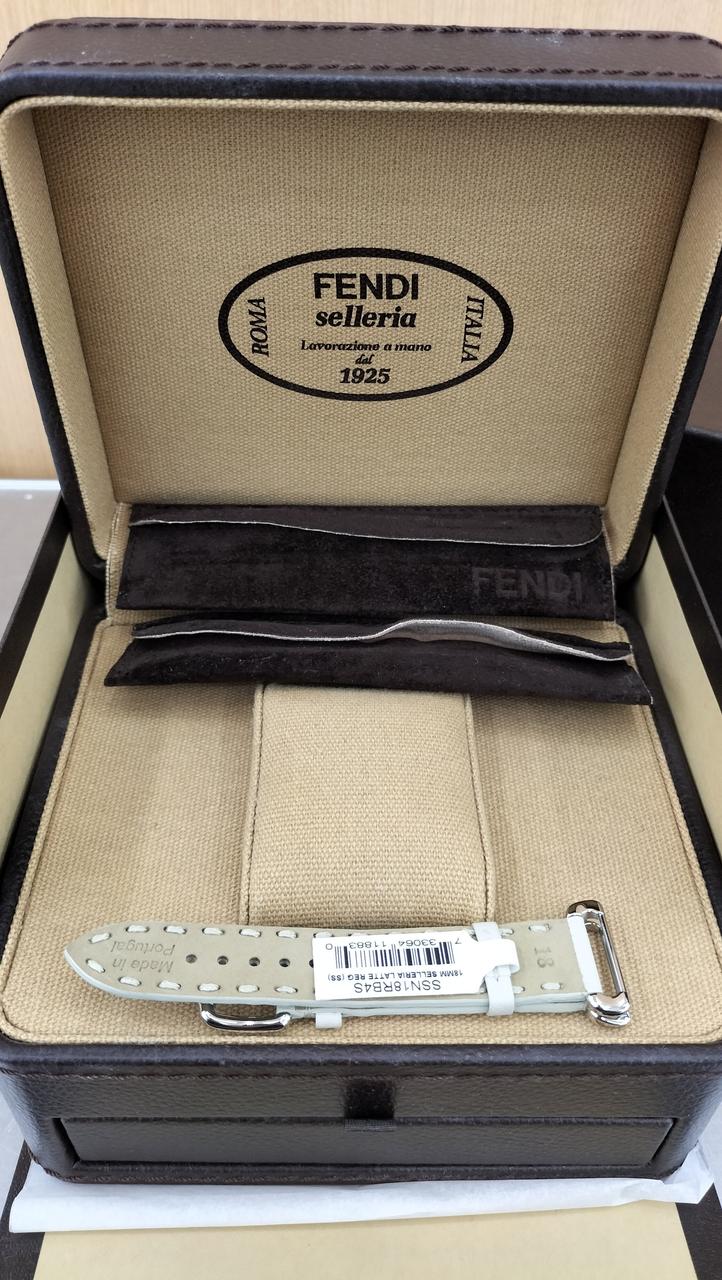 FENDI
selleria
ROMA
ITALIA
Lavorazione a mano
dal
1925
FENDI
Made in
Portugal
18
SSN18RB4S
18MM SELLERIA LATTE REG (SS)
7 33064 11883 0